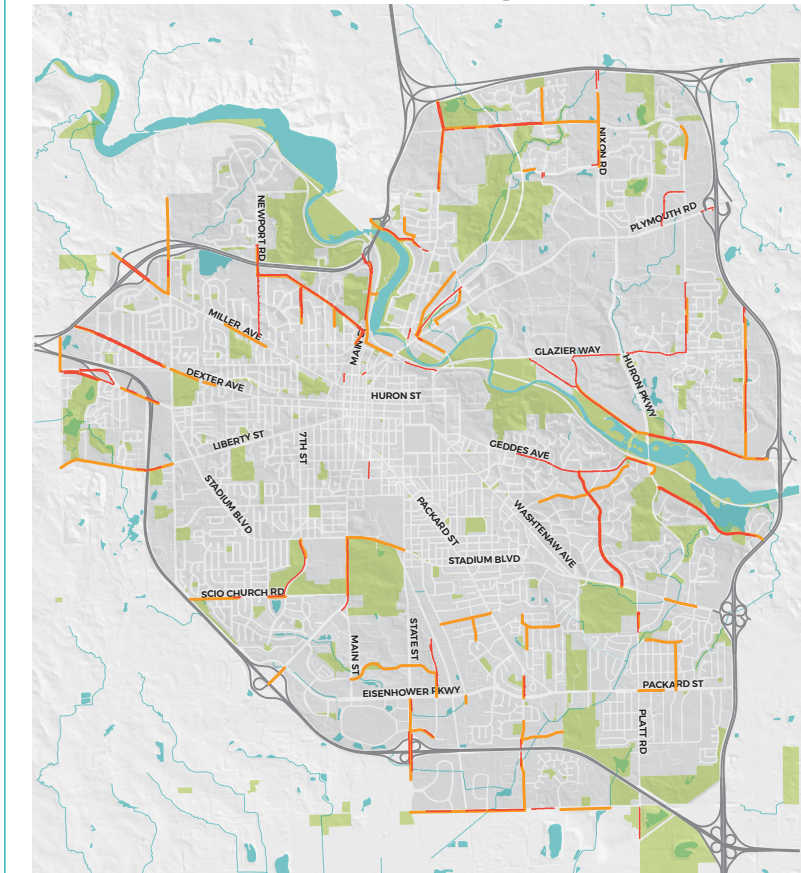 NIXON RD
PLYMOUTH RD
NEWPORT RD
MILLER AVE
MAIN
GLAZIER WAY
HURON PKWY
DEXTER AVE
HURON ST
LIBERTY ST
7TH ST
GEDDES AVE
STADIUM BLVD
PACKARD ST
WASHTENAW AVE
STADIUM BLVD
SCIO CHURCH RD
MAIN ST
STATE ST
EISENHOWER PKWY
PACKARD ST
PLATT RD